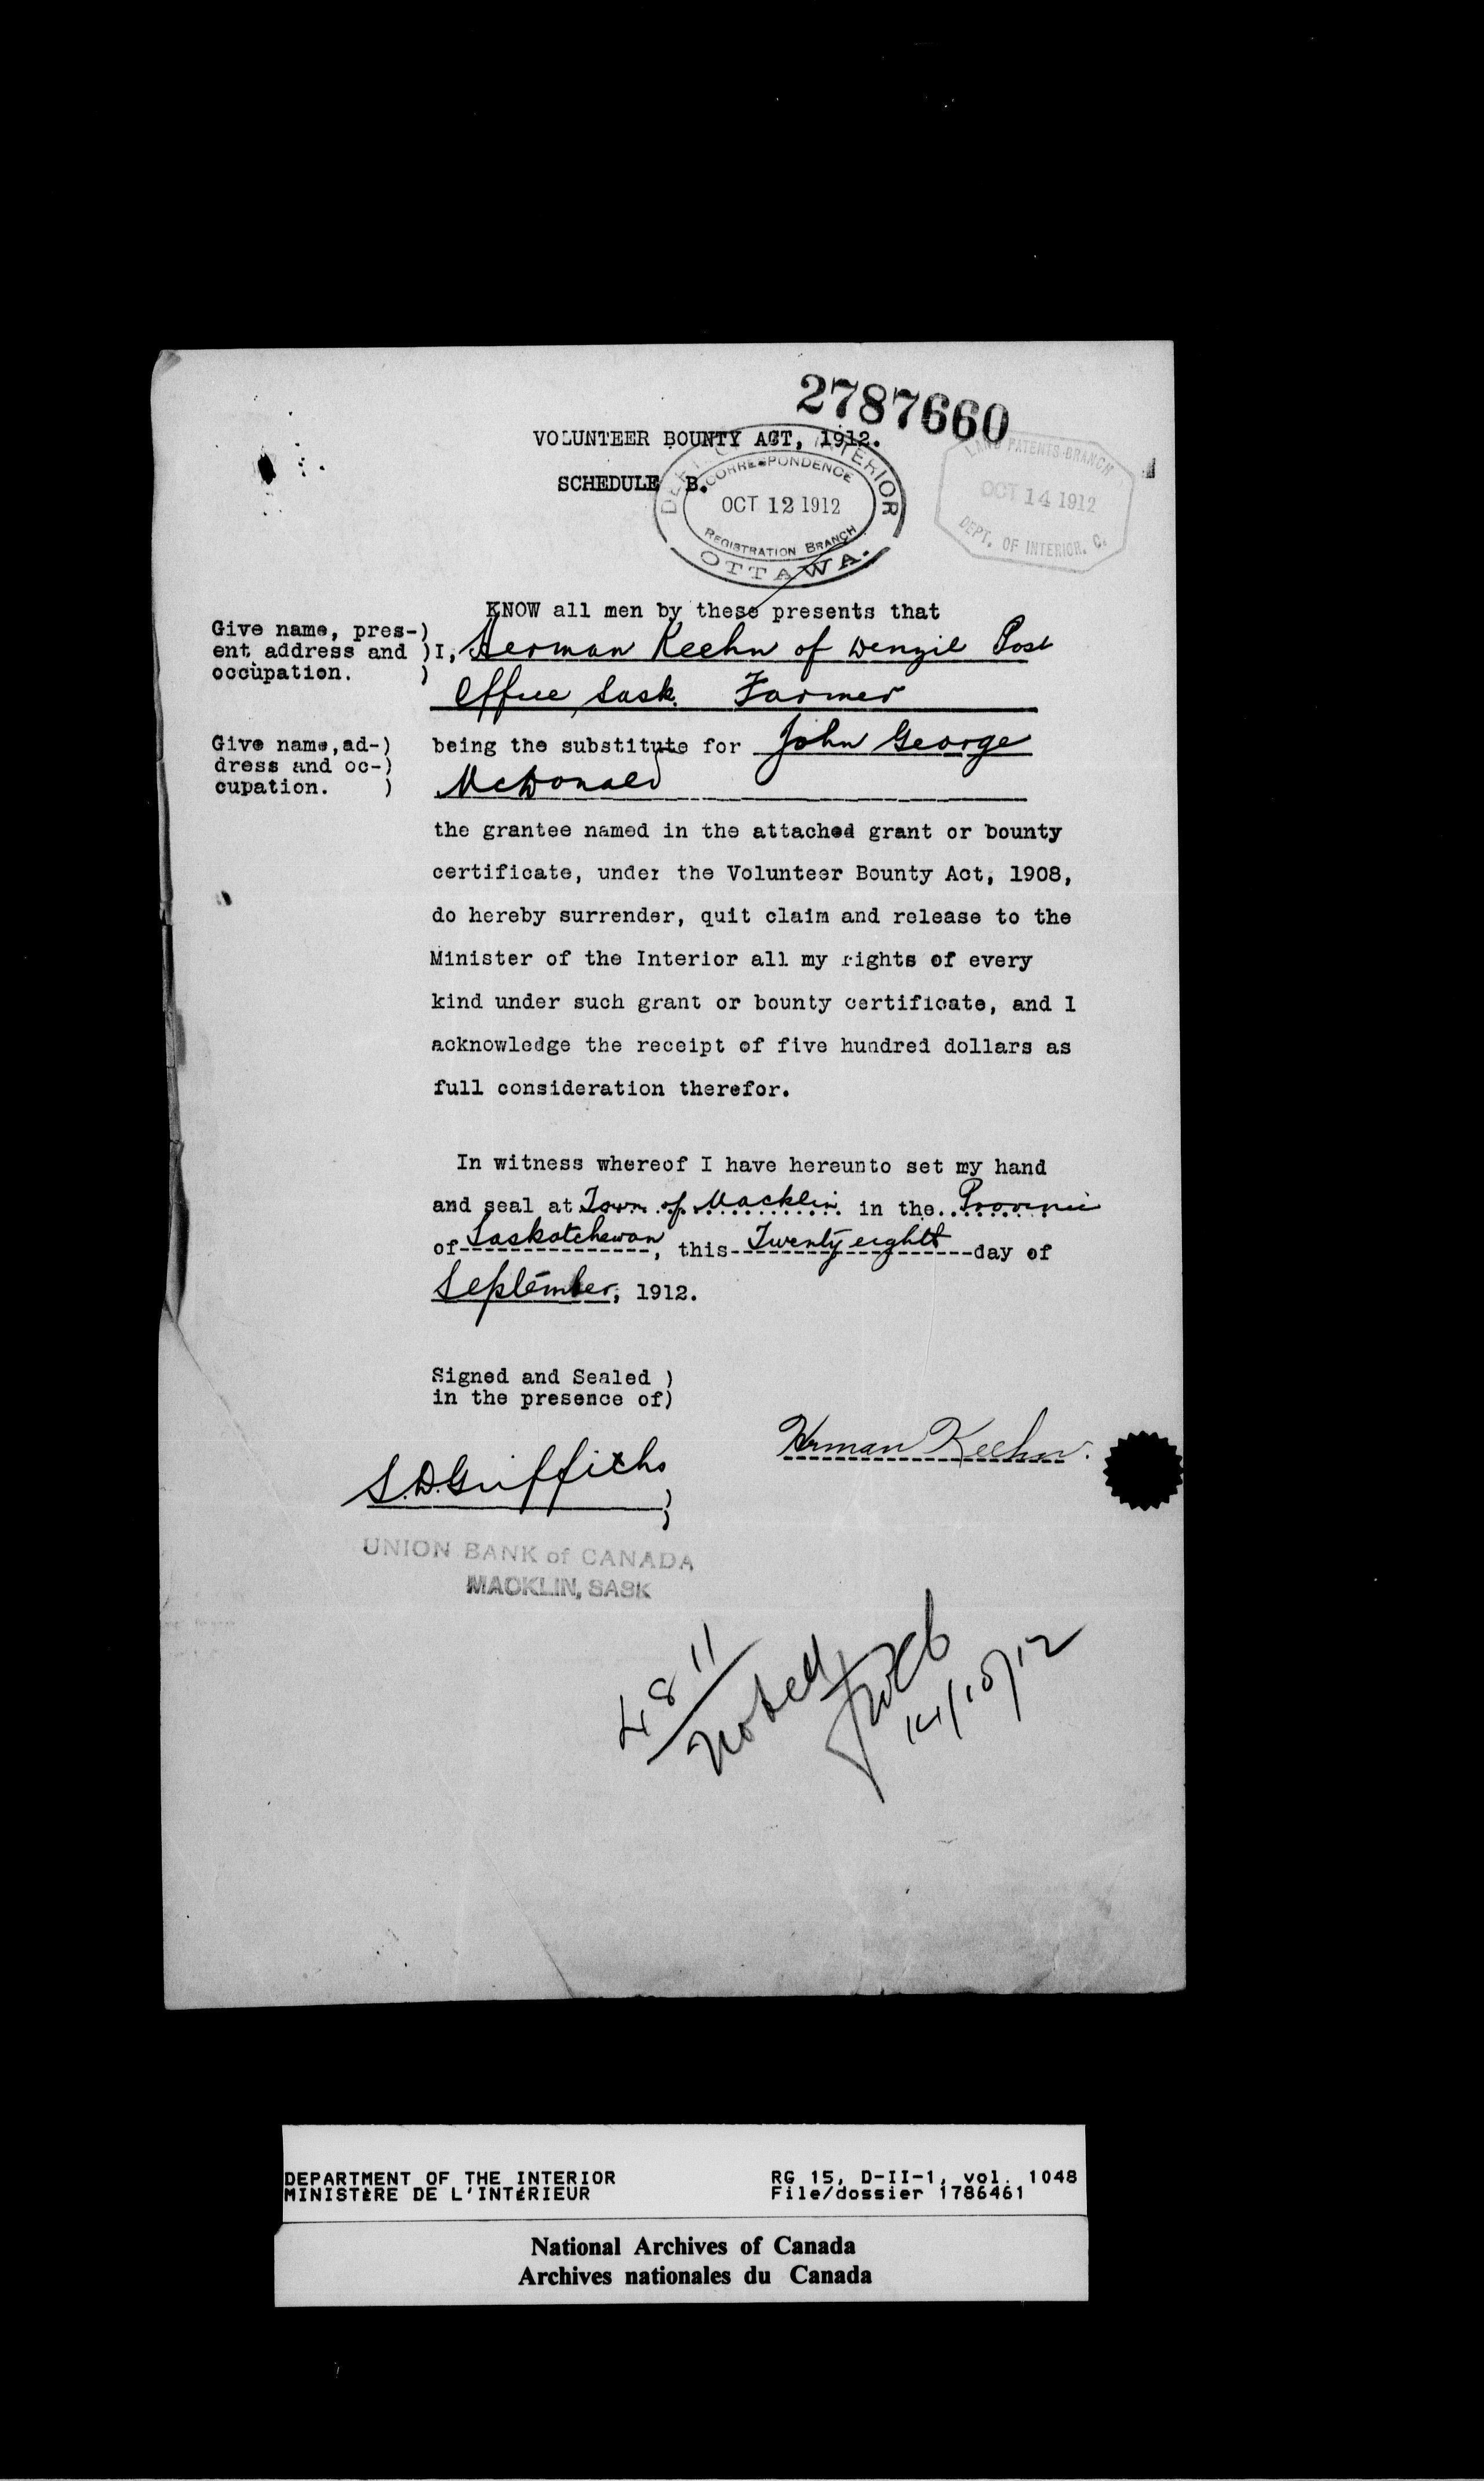 2787660
VOLUNTEER BOUNTY ACT, 1912.
SCHEDULE B.
DEPT. INTERIOR
CORRESPONDENCE
OCT 12 1912
REGISTRATION BRANCH
OTTAWA.
LAND PATENTS BRANCH
OCT 14 1912
DEPT. OF INTERIOR. C.
KNOW all men by these presents that
Give name, pres-)
ent address and ) I, Herman Keehn of Denzil Post
occupation. )
Office, Sask. Farmer
Give name, ad-) being the substitute for John George
dress and oc-)
cupation. ) McDonald
the grantee named in the attached grant or bounty
certificate, under the Volunteer Bounty Act, 1908,
do hereby surrender, quit claim and release to the
Minister of the Interior all my rights of every
kind under such grant or bounty certificate, and I
acknowledge the receipt of five hundred dollars as
full consideration therefor.
In witness whereof I have hereunto set my hand
and seal at Town of Macklin in the Province
of Saskatchewan, this Twenty eighth day of
September, 1912.
Signed and Sealed )
in the presence of)
Herman Keehn.
S.D. Griffiths )
)
UNION BANK of CANADA
MACKLIN, SASK
4811
Noted
14/10/12
DEPARTMENT OF THE INTERIOR RG 15, D-II-1, vol. 1048
MINISTÈRE DE L'INTÉRIEUR File/dossier 1786461
National Archives of Canada
Archives nationales du Canada